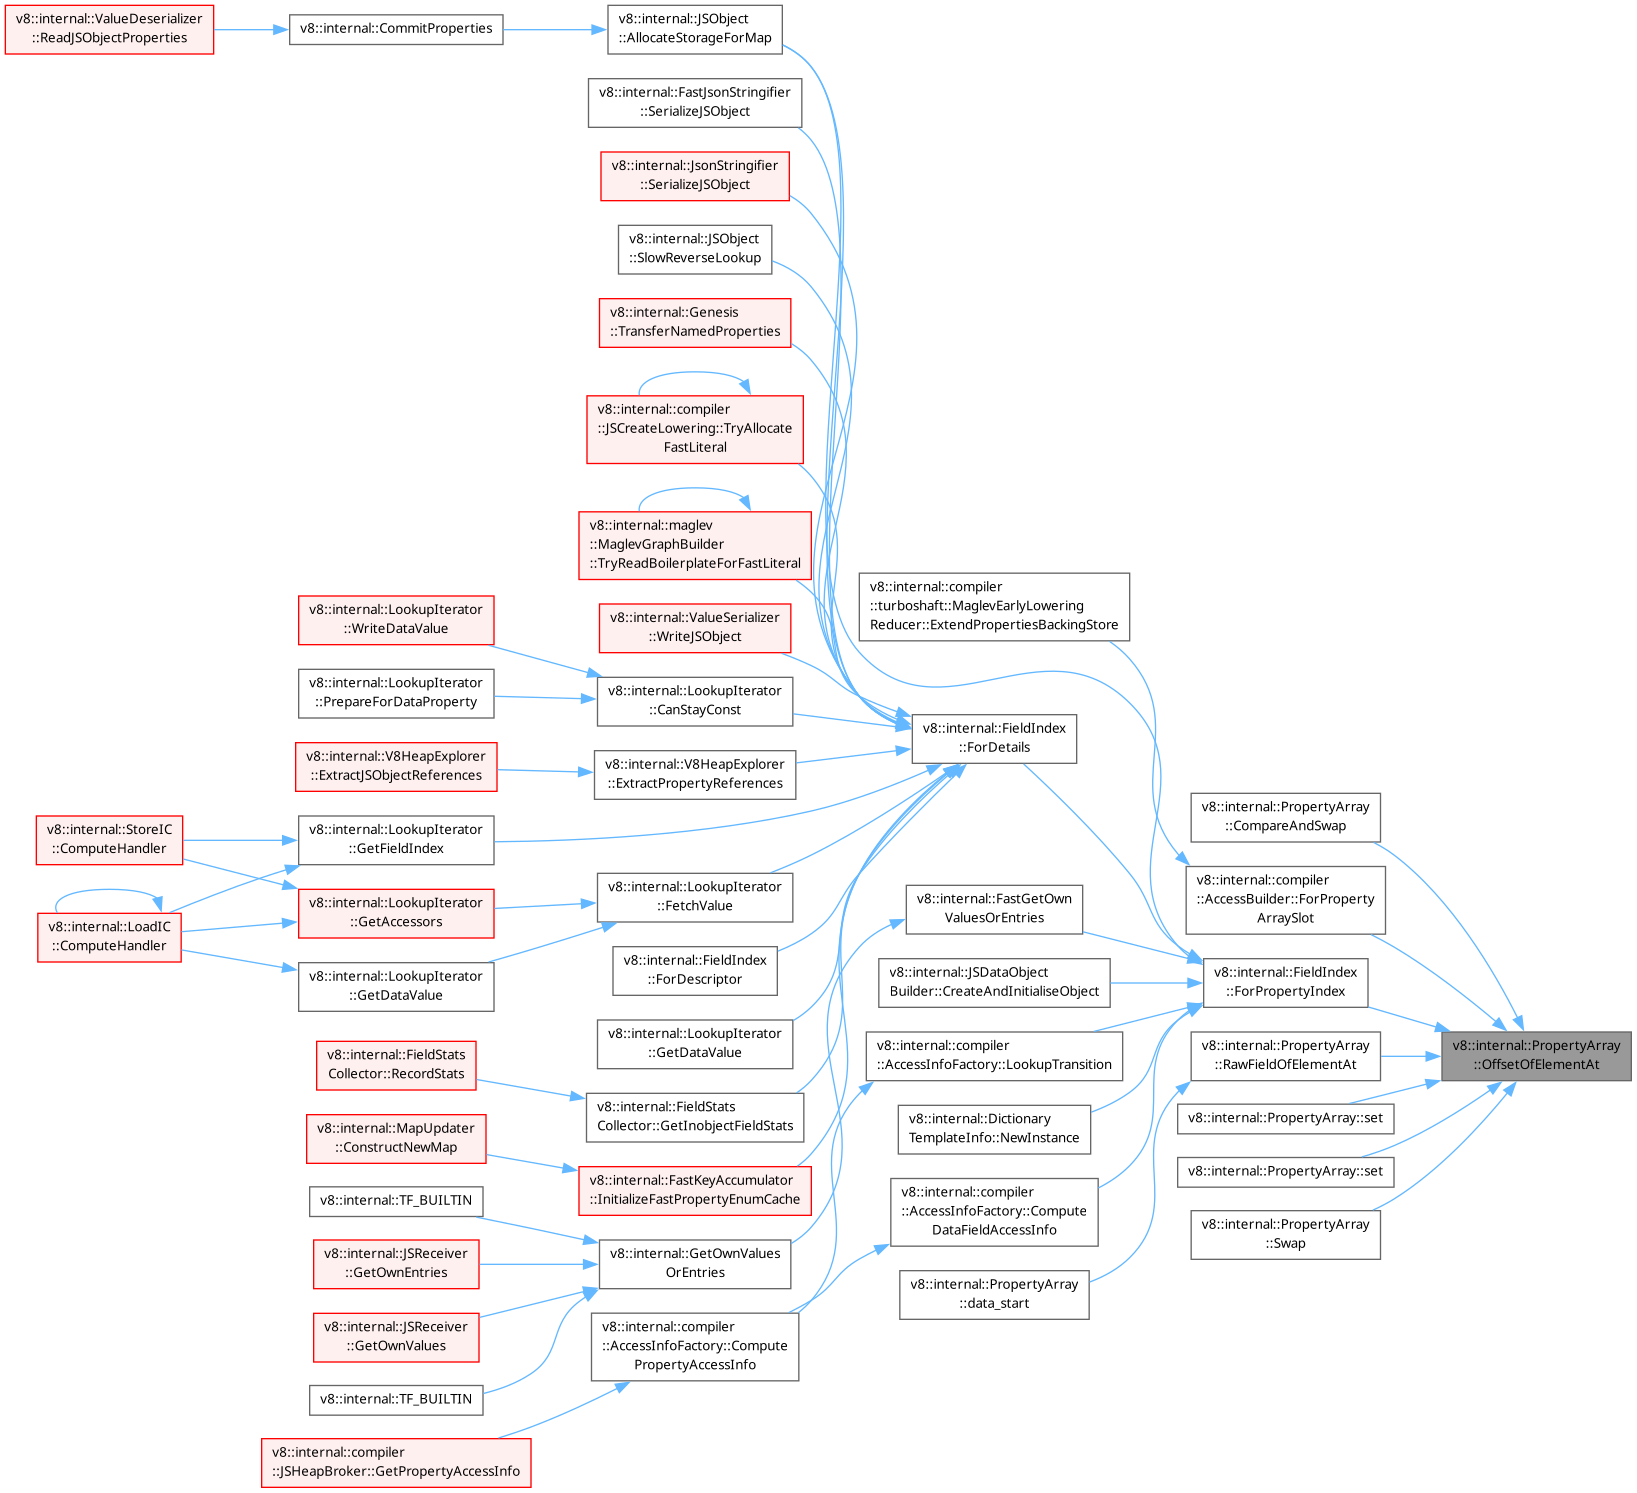 v8::internal::ValueDeserializer
::ReadJSObjectProperties
v8::internal::CommitProperties
v8::internal::JSObject
::AllocateStorageForMap
v8::internal::FastJsonStringifier
::SerializeJSObject
v8::internal::JsonStringifier
::SerializeJSObject
v8::internal::JSObject
::SlowReverseLookup
v8::internal::Genesis
::TransferNamedProperties
v8::internal::compiler
::JSCreateLowering::TryAllocate
FastLiteral
v8::internal::maglev
::MaglevGraphBuilder
::TryReadBoilerplateForFastLiteral
v8::internal::compiler
::turboshaft::MaglevEarlyLowering
Reducer::ExtendPropertiesBackingStore
v8::internal::LookupIterator
::WriteDataValue
v8::internal::ValueSerializer
::WriteJSObject
v8::internal::LookupIterator
::PrepareForDataProperty
v8::internal::LookupIterator
::CanStayConst
v8::internal::FieldIndex
::ForDetails
v8::internal::V8HeapExplorer
::ExtractJSObjectReferences
v8::internal::V8HeapExplorer
::ExtractPropertyReferences
v8::internal::PropertyArray
::CompareAndSwap
v8::internal::StoreIC
::ComputeHandler
v8::internal::LookupIterator
::GetFieldIndex
v8::internal::compiler
::AccessBuilder::ForProperty
ArraySlot
v8::internal::LookupIterator
::GetAccessors
v8::internal::LookupIterator
::FetchValue
v8::internal::FastGetOwn
ValuesOrEntries
v8::internal::LoadIC
::ComputeHandler
v8::internal::FieldIndex
::ForDescriptor
v8::internal::JSDataObject
Builder::CreateAndInitialiseObject
v8::internal::FieldIndex
::ForPropertyIndex
v8::internal::LookupIterator
::GetDataValue
v8::internal::LookupIterator
::GetDataValue
v8::internal::compiler
::AccessInfoFactory::LookupTransition
v8::internal::PropertyArray
::RawFieldOfElementAt
v8::internal::PropertyArray
::OffsetOfElementAt
v8::internal::FieldStats
Collector::RecordStats
v8::internal::FieldStats
Collector::GetInobjectFieldStats
v8::internal::Dictionary
TemplateInfo::NewInstance
v8::internal::PropertyArray::set
v8::internal::MapUpdater
::ConstructNewMap
v8::internal::FastKeyAccumulator
::InitializeFastPropertyEnumCache
v8::internal::compiler
::AccessInfoFactory::Compute
DataFieldAccessInfo
v8::internal::PropertyArray::set
v8::internal::TF_BUILTIN
v8::internal::PropertyArray
::Swap
v8::internal::JSReceiver
::GetOwnEntries
v8::internal::GetOwnValues
OrEntries
v8::internal::PropertyArray
::data_start
v8::internal::JSReceiver
::GetOwnValues
v8::internal::compiler
::AccessInfoFactory::Compute
PropertyAccessInfo
v8::internal::TF_BUILTIN
v8::internal::compiler
::JSHeapBroker::GetPropertyAccessInfo